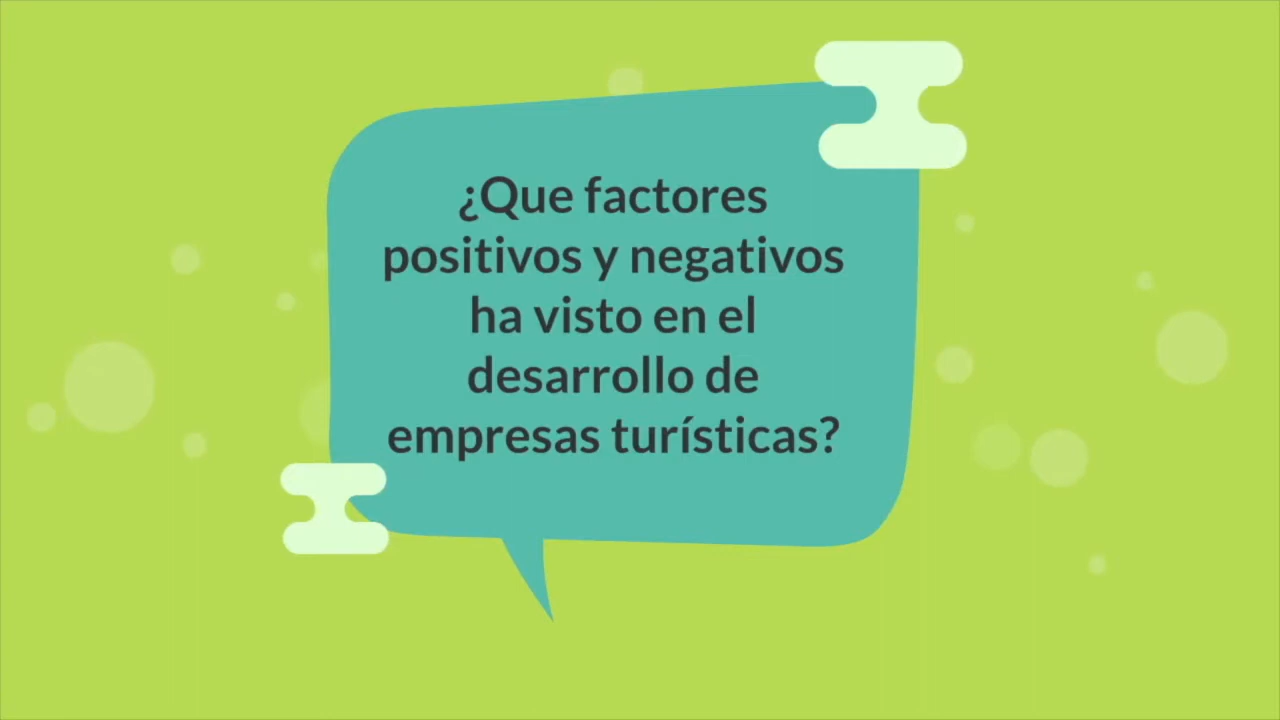 ¿Que factores
positivos y negativos
ha visto en el
desarrollo de
empresas turísticas?